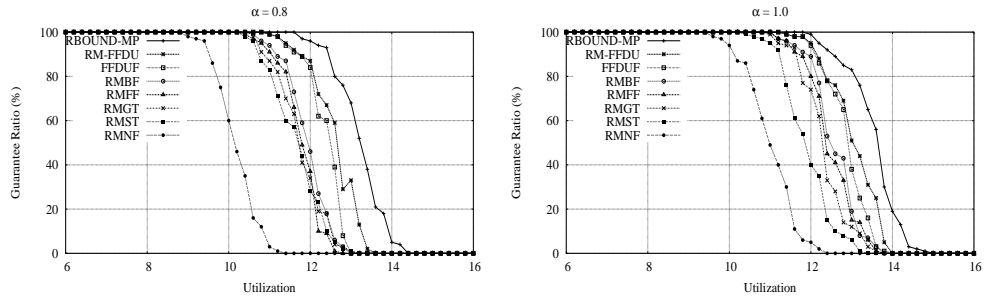 α = 0.8
Guarantee Ratio (%)
100
80
60
40
20
0
RBOUND-MP
RM-FFDU
FFDUF
RMBF
RMFF
RMGT
RMST
RMNF
6
8
10
12
14
16
Utilization
α = 1.0
Guarantee Ratio (%)
100
80
60
40
20
0
RBOUND-MP
RM-FFDU
FFDUF
RMBF
RMFF
RMGT
RMST
RMNF
6
8
10
12
14
16
Utilization